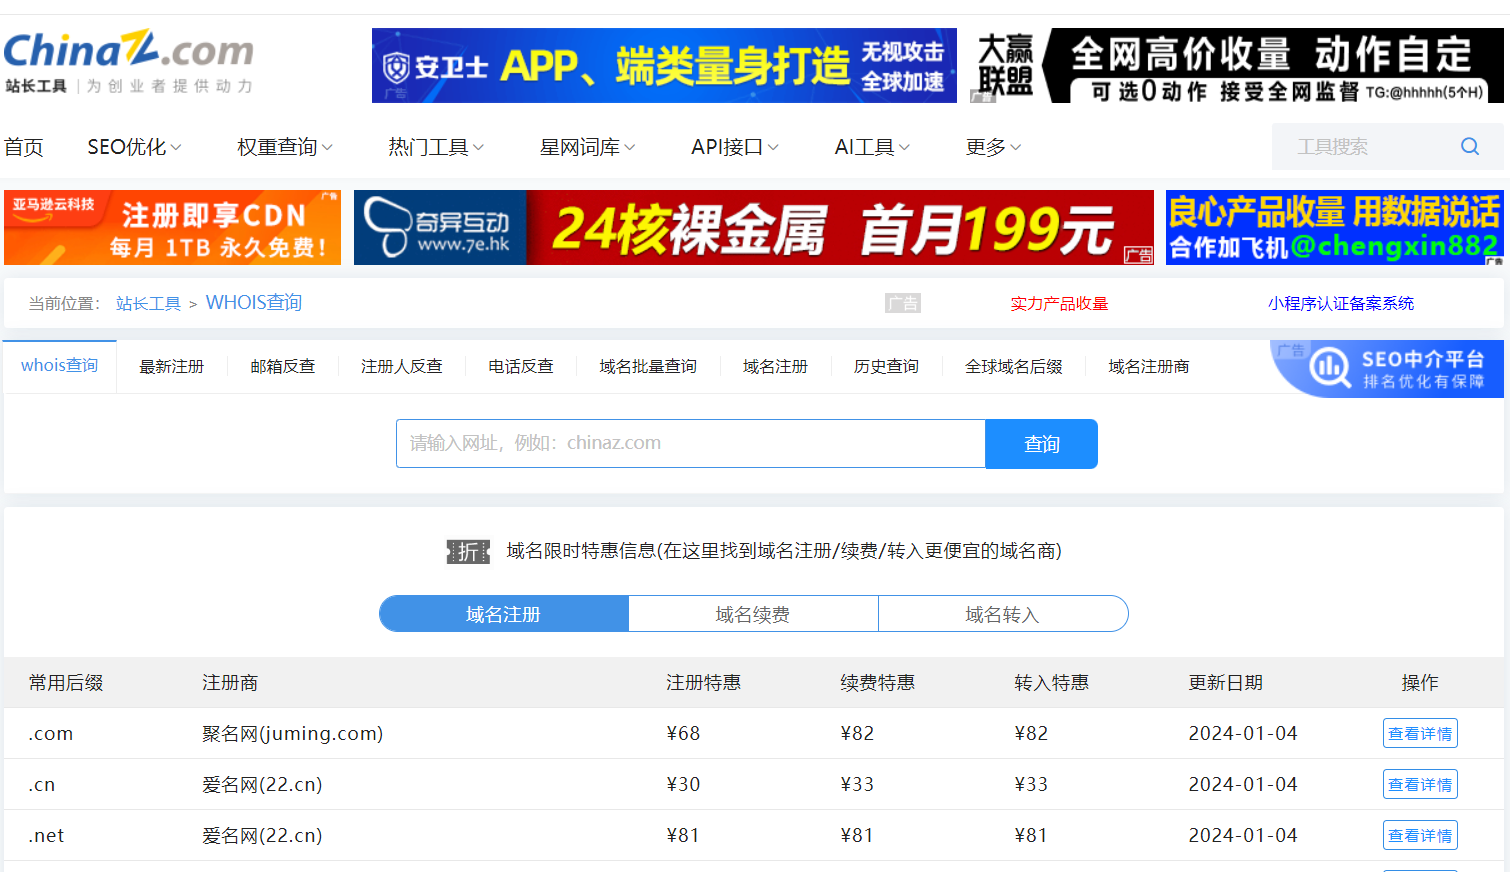 ChinaZ.com
站长工具 | 为创业者提供动力
安卫士 APP、端类量身打造 无视攻击 全球加速
广告
大赢联盟 全网高价收量 动作自定
可选0动作 接受全网监督 TG:@hhhhh(5个H)
广告
首页 SEO优化 权重查询 热门工具 星网词库 API接口 AI工具 更多 工具搜索
亚马逊云科技 注册即享CDN 广告
每月 1TB 永久免费!
奇异互动 www.7e.hk 24核裸金属 首月199元 广告
良心产品收量 用数据说话
合作加飞机@chengxin882
广告
当前位置： 站长工具 > WHOIS查询 广告 实力产品收量 小程序认证备案系统
whois查询 最新注册 邮箱反查 注册人反查 电话反查 域名批量查询 域名注册 历史查询 全球域名后缀 域名注册商
广告 SEO中介平台
排名优化有保障
请输入网址，例如：chinaz.com 查询
折 域名限时特惠信息(在这里找到域名注册/续费/转入更便宜的域名商)
域名注册 域名续费 域名转入
常用后缀 注册商 注册特惠 续费特惠 转入特惠 更新日期 操作
.com 聚名网(juming.com) ¥68 ¥82 ¥82 2024-01-04 查看详情
.cn 爱名网(22.cn) ¥30 ¥33 ¥33 2024-01-04 查看详情
.net 爱名网(22.cn) ¥81 ¥81 ¥81 2024-01-04 查看详情